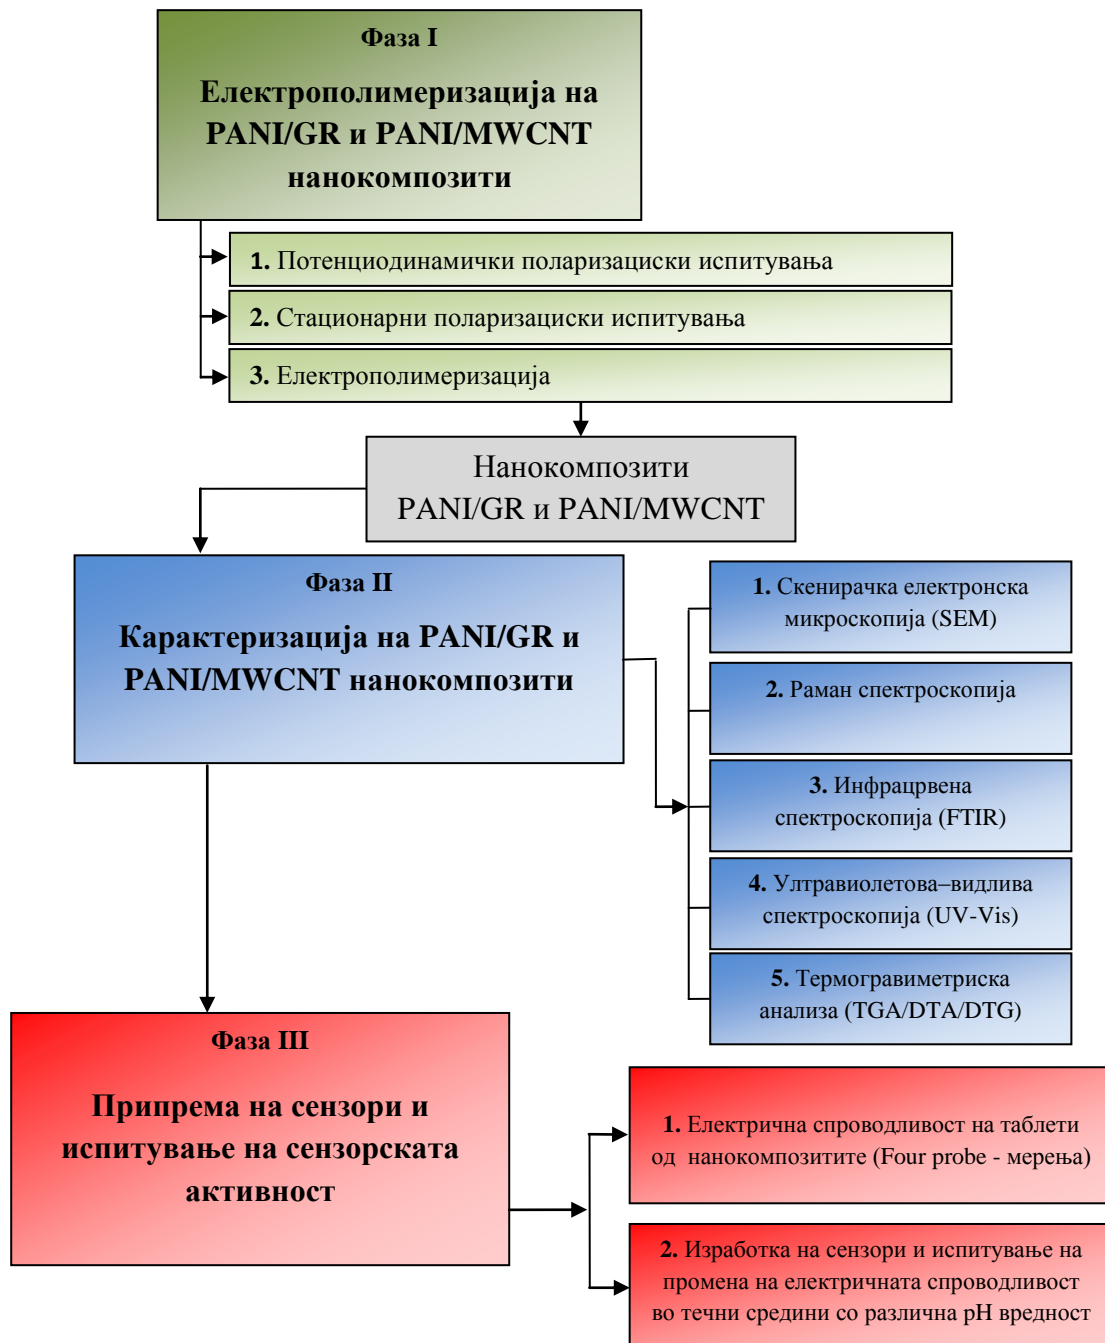 Фаза I
Електрополимеризација на
PANI/GR и PANI/MWCNT
нанокомпозити
1. Потенциодинамички поларизациски испитувања
2. Стационарни поларизациски испитувања
3. Електрополимеризација
Нанокомпозити
PANI/GR и PANI/MWCNT
Фаза II
Карактеризација на PANI/GR и
PANI/MWCNT нанокомпозити
1. Скенирачка електронска
микроскопија (SEM)
2. Раман спектроскопија
3. Инфрацрвена
спектроскопија (FTIR)
4. Ултравиолетова–видлива
спектроскопија (UV-Vis)
5. Термогравиметриска
анализа (TGA/DTA/DTG)
Фаза III
Припрема на сензори и
испитување на сензорската
активност
1. Електрична спроводливост на таблети
од нанокомпозитите (Four probe - мерења)
2. Изработка на сензори и испитување на
промена на електричната спроводливост
во течни средини со различна pH вредност